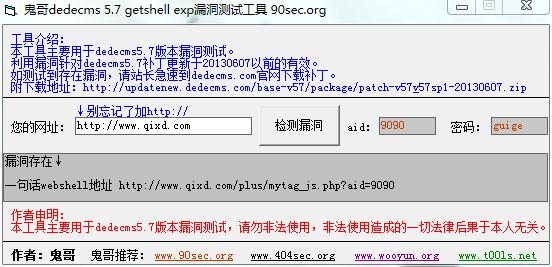 鬼哥dedecms 5.7 getshell exp漏洞测试工具 90sec.org
工具介绍:
本工具主要用于dedecms5.7版本漏洞测试。
利用漏洞针对dedecms5.7补丁更新于20130607以前的有效。
如测试到存在漏洞，请站长急速到dedecms.com官网下载补丁。
附下载地址：http://updatenew.dedecms.com/base-v57/package/patch-v57y57sp1-20130607.zip
↓别忘记了加http://
您的网址： http://www.qixd.com 检测漏洞 aid: 9090 密码： guige
漏洞存在↓
一句话webshell地址 http://www.qixd.com/plus/mytag_js.php?aid=9090
作者申明:
本工具主要用于dedecms5.7版本漏洞测试，请勿非法使用，非法使用造成的一切法律后果于本人无关。
作者：鬼哥 鬼哥推荐： www.90sec.org www.404sec.org www.wooyun.org www.t00ls.net